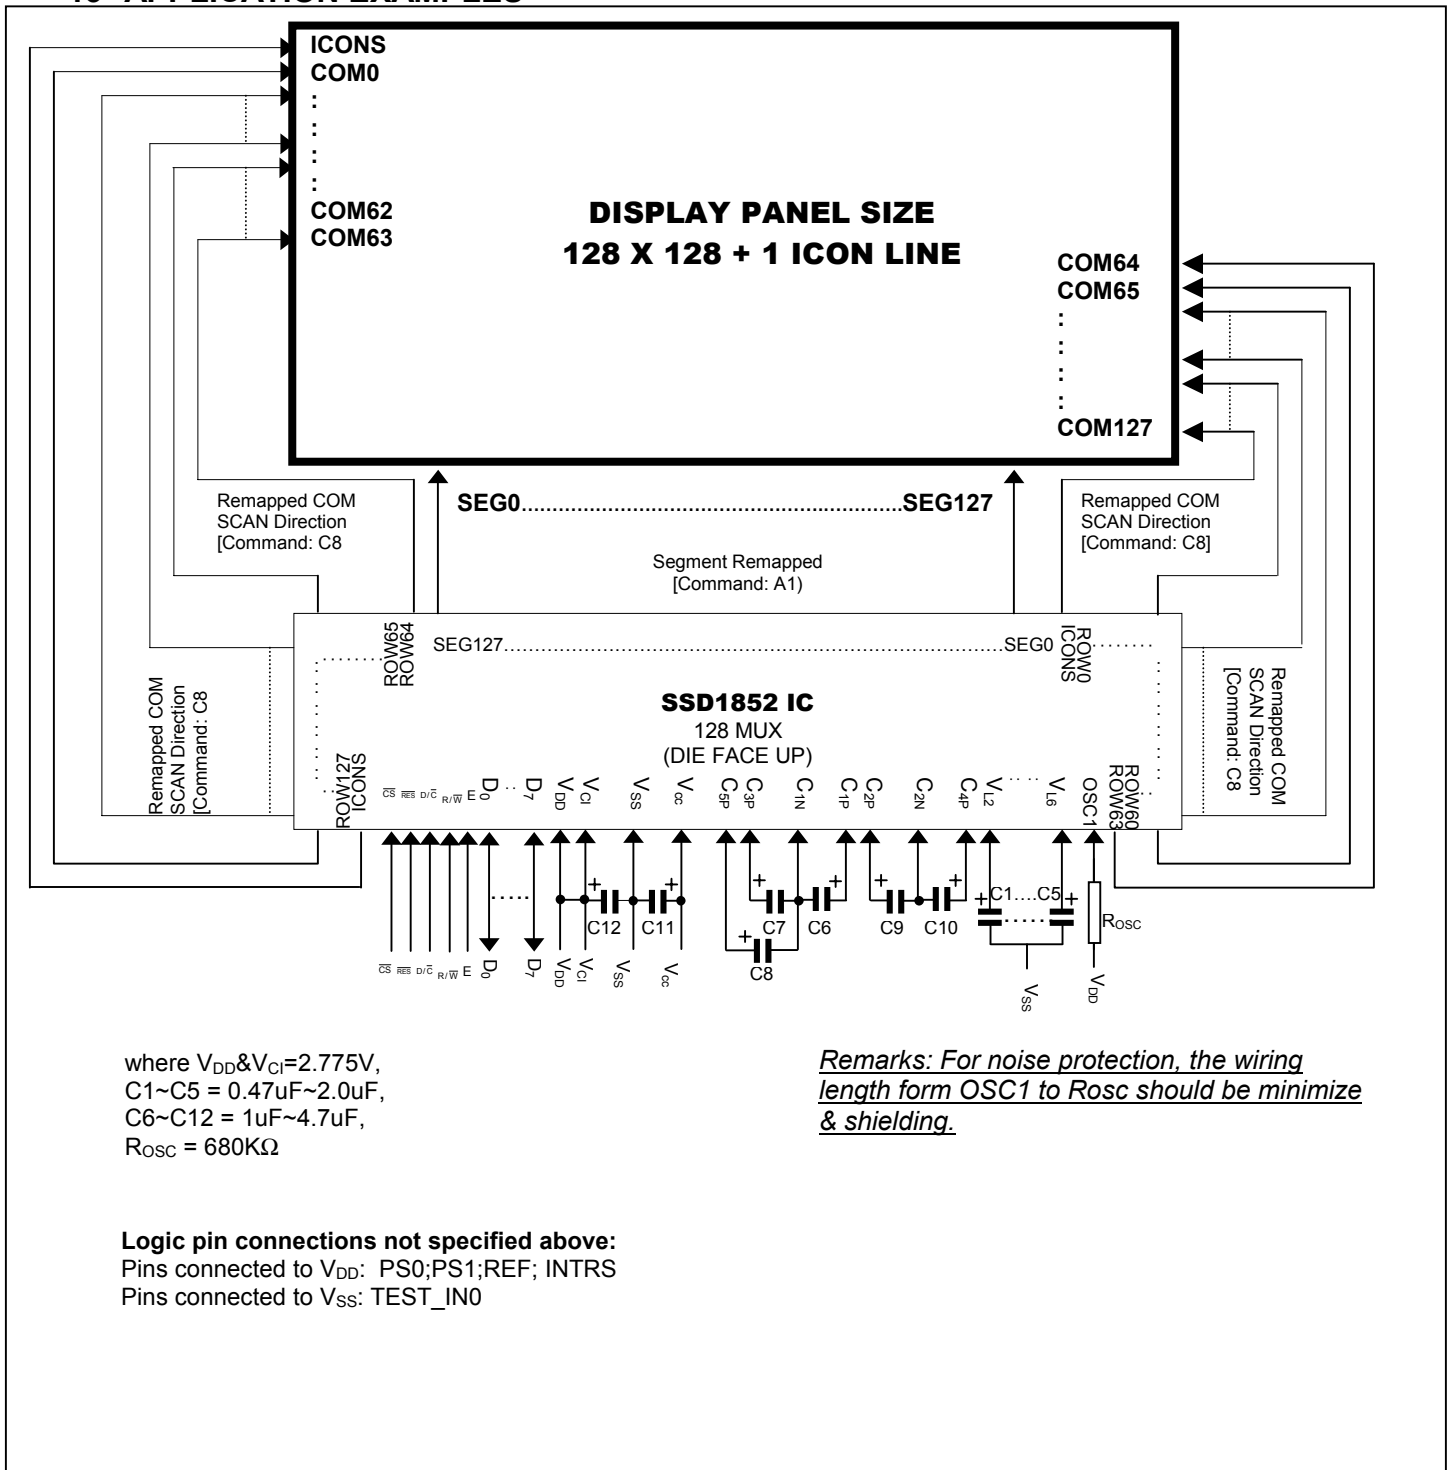 ICONS
COM0
:
:
:
:
COM62
COM63
DISPLAY PANEL SIZE
128 X 128 + 1 ICON LINE
COM64
COM65
:
:
:
:
COM127
Remapped COM
SCAN Direction
[Command: C8
SEG0......................................................SEG127
Remapped COM
SCAN Direction
[Command: C8]
Segment Remapped
[Command: A1)
ROW65
ROW64
SEG127....................................................................................SEG0
ICONS
ROW0
SSD1852 IC
128 MUX
(DIE FACE UP)
Remapped COM
SCAN Direction
[Command: C8
Remapped COM
SCAN Direction
[Command: C8
ROW127
ICONS
C̅S̅ R̅E̅S̅ D/C̅ R/W̅ E D0 .. D7 VDD VCI VSS Vcc C5P C3P C1N C1P C2P C2N C4P VL2 .. .. VL6 OSC1 ROW63 ROW60
+ C12 + C11 + C7 + C6 + C8 + C9 + C10 + C1....C5 + ROSC
C̅S̅ R̅E̅S̅ D/C̅ R/W̅ E D0 D7 VDD VCI VSS Vcc VSS VDD
where VDD&VCI=2.775V,
C1~C5 = 0.47uF~2.0uF,
C6~C12 = 1uF~4.7uF,
ROSC = 680KΩ
Remarks: For noise protection, the wiring
length form OSC1 to Rosc should be minimize
& shielding.
Logic pin connections not specified above:
Pins connected to VDD: PS0;PS1;REF; INTRS
Pins connected to VSS: TEST_IN0